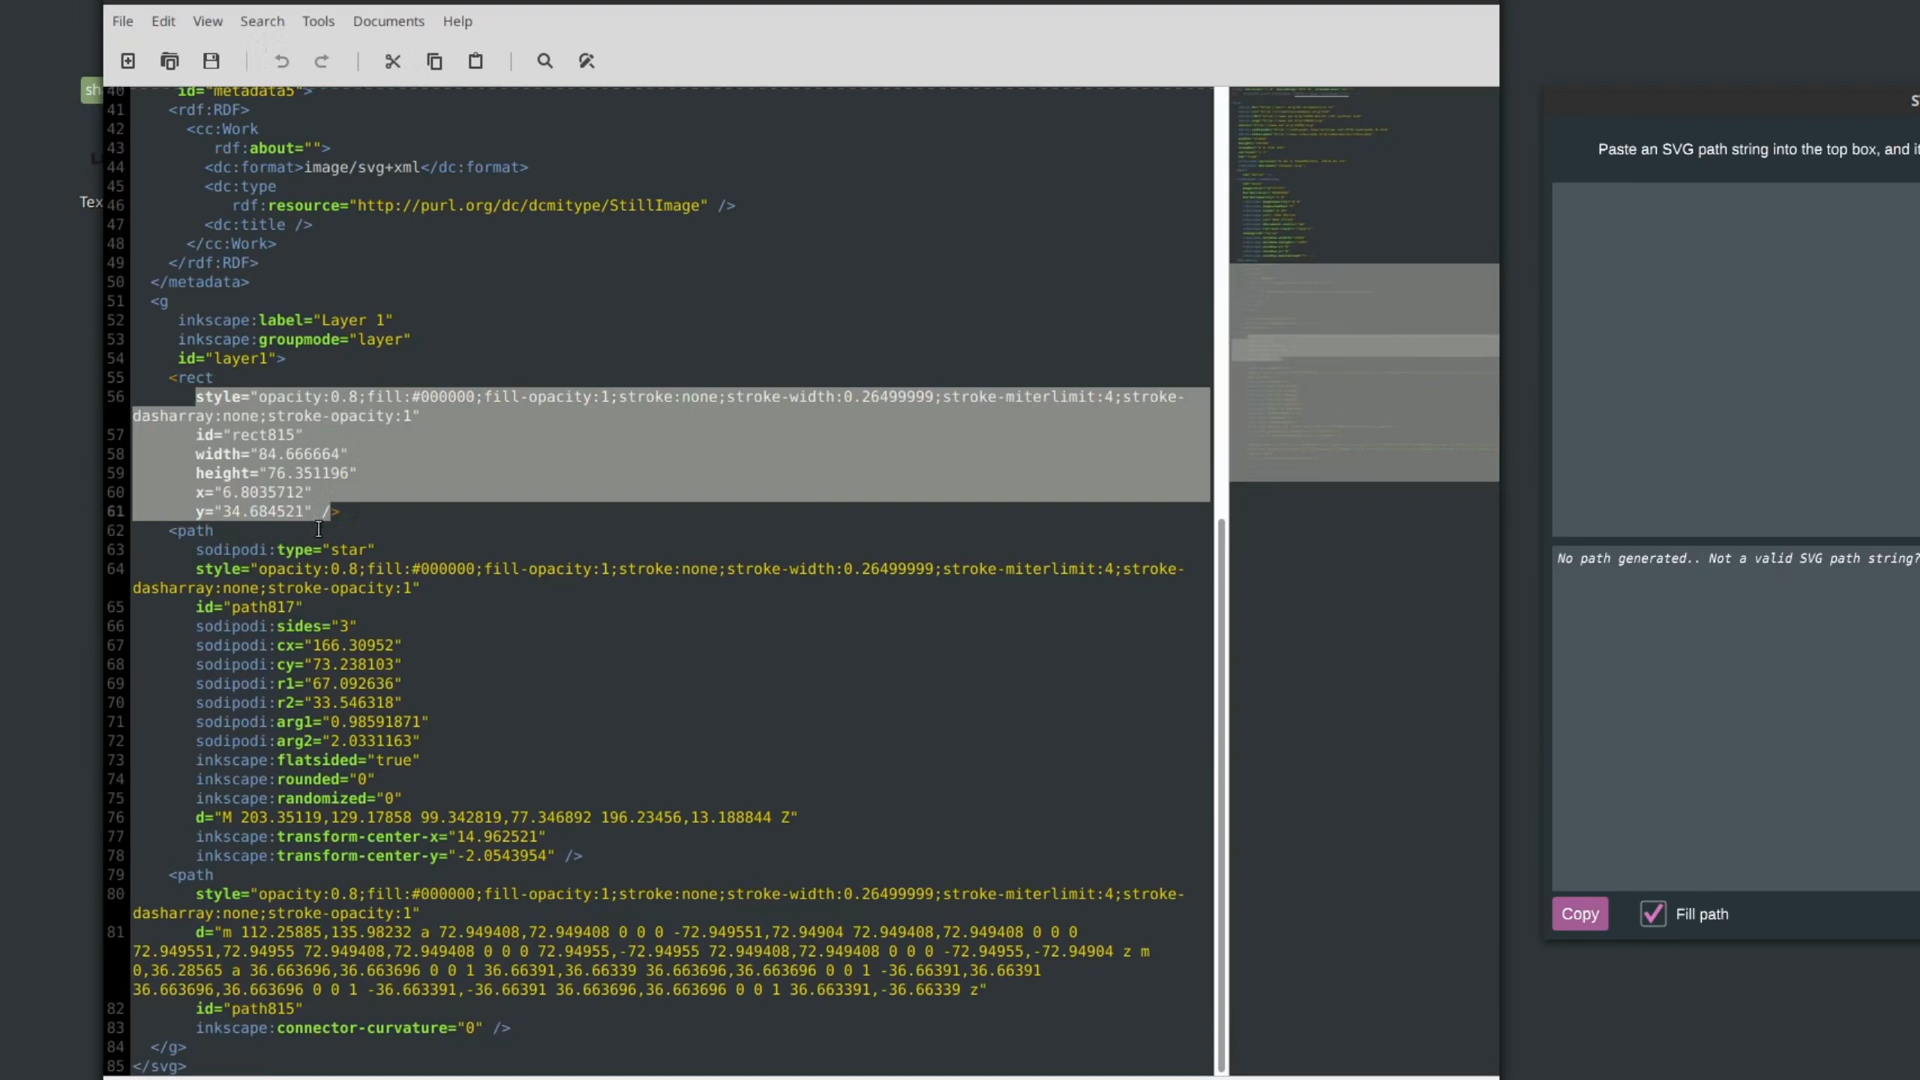 File Edit View Search Tools Documents Help
40 id="metadata5">
41 <rdf:RDF>
42 <cc:Work
43 rdf:about="">
44 <dc:format>image/svg+xml</dc:format>
45 <dc:type
46 rdf:resource="http://purl.org/dc/dcmitype/StillImage" />
47 <dc:title />
48 </cc:Work>
49 </rdf:RDF>
50 </metadata>
51 <g
52 inkscape:label="Layer 1"
53 inkscape:groupmode="layer"
54 id="layer1">
55 <rect
56 style="opacity:0.8;fill:#000000;fill-opacity:1;stroke:none;stroke-width:0.26499999;stroke-miterlimit:4;stroke-
dasharray:none;stroke-opacity:1"
57 id="rect815"
58 width="84.666664"
59 height="76.351196"
60 x="6.8035712"
61 y="34.684521" />
62 <path
63 sodipodi:type="star"
64 style="opacity:0.8;fill:#000000;fill-opacity:1;stroke:none;stroke-width:0.26499999;stroke-miterlimit:4;stroke-
dasharray:none;stroke-opacity:1"
65 id="path817"
66 sodipodi:sides="3"
67 sodipodi:cx="166.30952"
68 sodipodi:cy="73.238103"
69 sodipodi:r1="67.092636"
70 sodipodi:r2="33.546318"
71 sodipodi:arg1="0.98591871"
72 sodipodi:arg2="2.0331163"
73 inkscape:flatsided="true"
74 inkscape:rounded="0"
75 inkscape:randomized="0"
76 d="M 203.35119,129.17858 99.342819,77.346892 196.23456,13.188844 Z"
77 inkscape:transform-center-x="14.962521"
78 inkscape:transform-center-y="-2.0543954" />
79 <path
80 style="opacity:0.8;fill:#000000;fill-opacity:1;stroke:none;stroke-width:0.26499999;stroke-miterlimit:4;stroke-
dasharray:none;stroke-opacity:1"
81 d="m 112.25885,135.98232 a 72.949408,72.949408 0 0 0 -72.949551,72.94904 72.949408,72.949408 0 0 0
72.949551,72.94955 72.949408,72.949408 0 0 0 72.94955,-72.94955 72.949408,72.949408 0 0 0 -72.94955,-72.94904 z m
0,36.28565 a 36.663696,36.663696 0 0 1 36.66391,36.66339 36.663696,36.663696 0 0 1 -36.66391,36.66391
36.663696,36.663696 0 0 1 -36.663391,-36.66391 36.663696,36.663696 0 0 1 36.663391,-36.66339 z"
82 id="path815"
83 inkscape:connector-curvature="0" />
84 </g>
85 </svg>
sh
Tex
S
Paste an SVG path string into the top box, and it
No path generated.. Not a valid SVG path string?
Copy Fill path